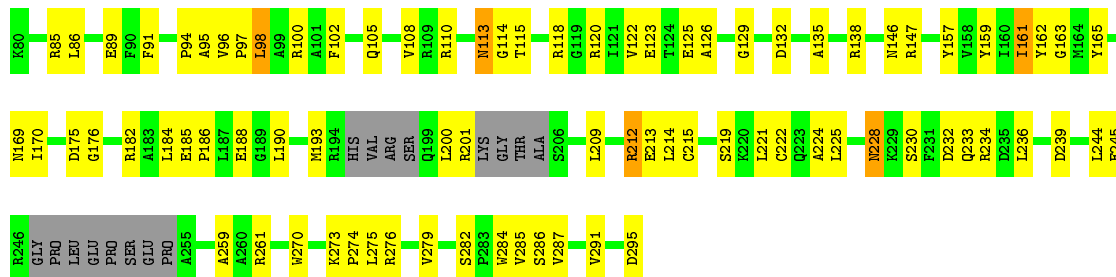 K80 R85 L86 E89 F90 F91 P94 A95 V96 P97 L98 A99 R100 A101 F102 Q105 V108 R109 R110 N113 G114 T115 R118 G119 R120 I121 V122 E123 T124 E125 A126 G129 D132 A135 R138 N146 R147 Y157 V158 Y159 I160 I161 Y162 G163 M164 Y165
N169 I170 D175 G176 R182 A183 L184 E185 P186 L187 E188 G189 L190 M193 R194 HIS VAL ARG SER Q199 L200 R201 LYS GLY THR ALA S206 L209 R212 E213 L214 C215 S219 K220 L221 C222 Q223 A224 L225 N228 K229 S230 F231 D232 Q233 R234 D235 L236 D239 L244
R246 GLY PRO LEU GLU PRO SER GLU PRO A255 A259 A260 R261 W270 K273 P274 L275 R276 V279 S282 P283 W284 V285 S286 V287 V291 D295